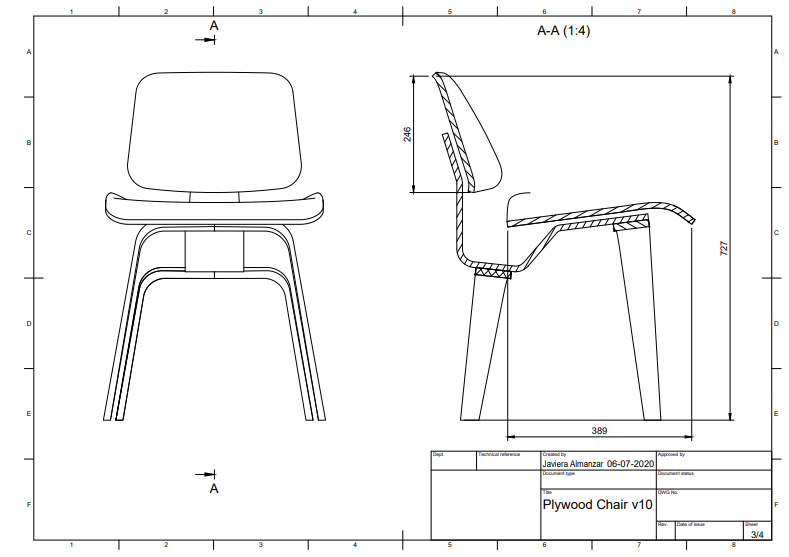 1 2 3 4 5 6 7 8
A
A-A (1:4)
A A
B B
246
C C
727
D D
E E
389
Dept.
Technical reference
Created by
Approved by
Javiera Almanzar 06-07-2020
Document type
Document status
A
Title
DWG No.
F F
Plywood Chair v10
Rev.
Date of issue
Sheet
3/4
1 2 3 4 5 6 7 8